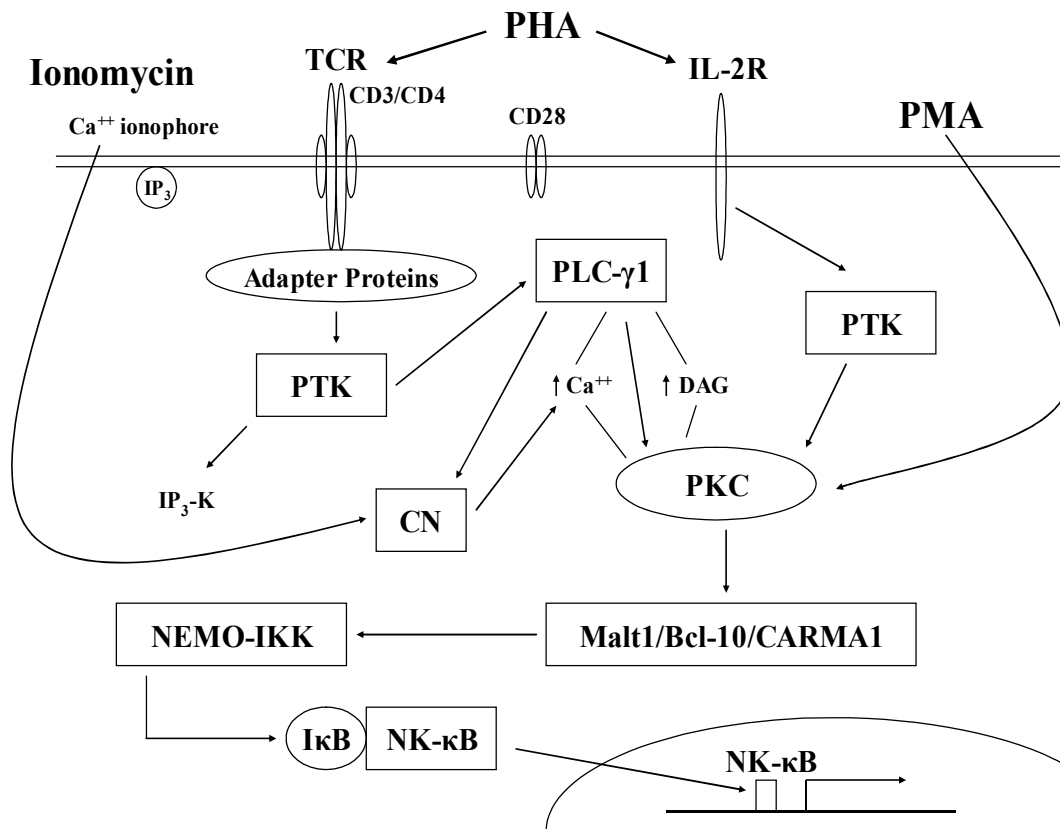 PHA
TCR
IL-2R
Ionomycin
CD3/CD4
CD28
PMA
Ca⁺⁺ ionophore
IP₃
Adapter Proteins
PLC-γ1
PTK
PTK
Ca⁺⁺
DAG
PKC
IP₃-K
CN
NEMO-IKK
Malt1/Bcl-10/CARMA1
IκB
NK-κB
NK-κB